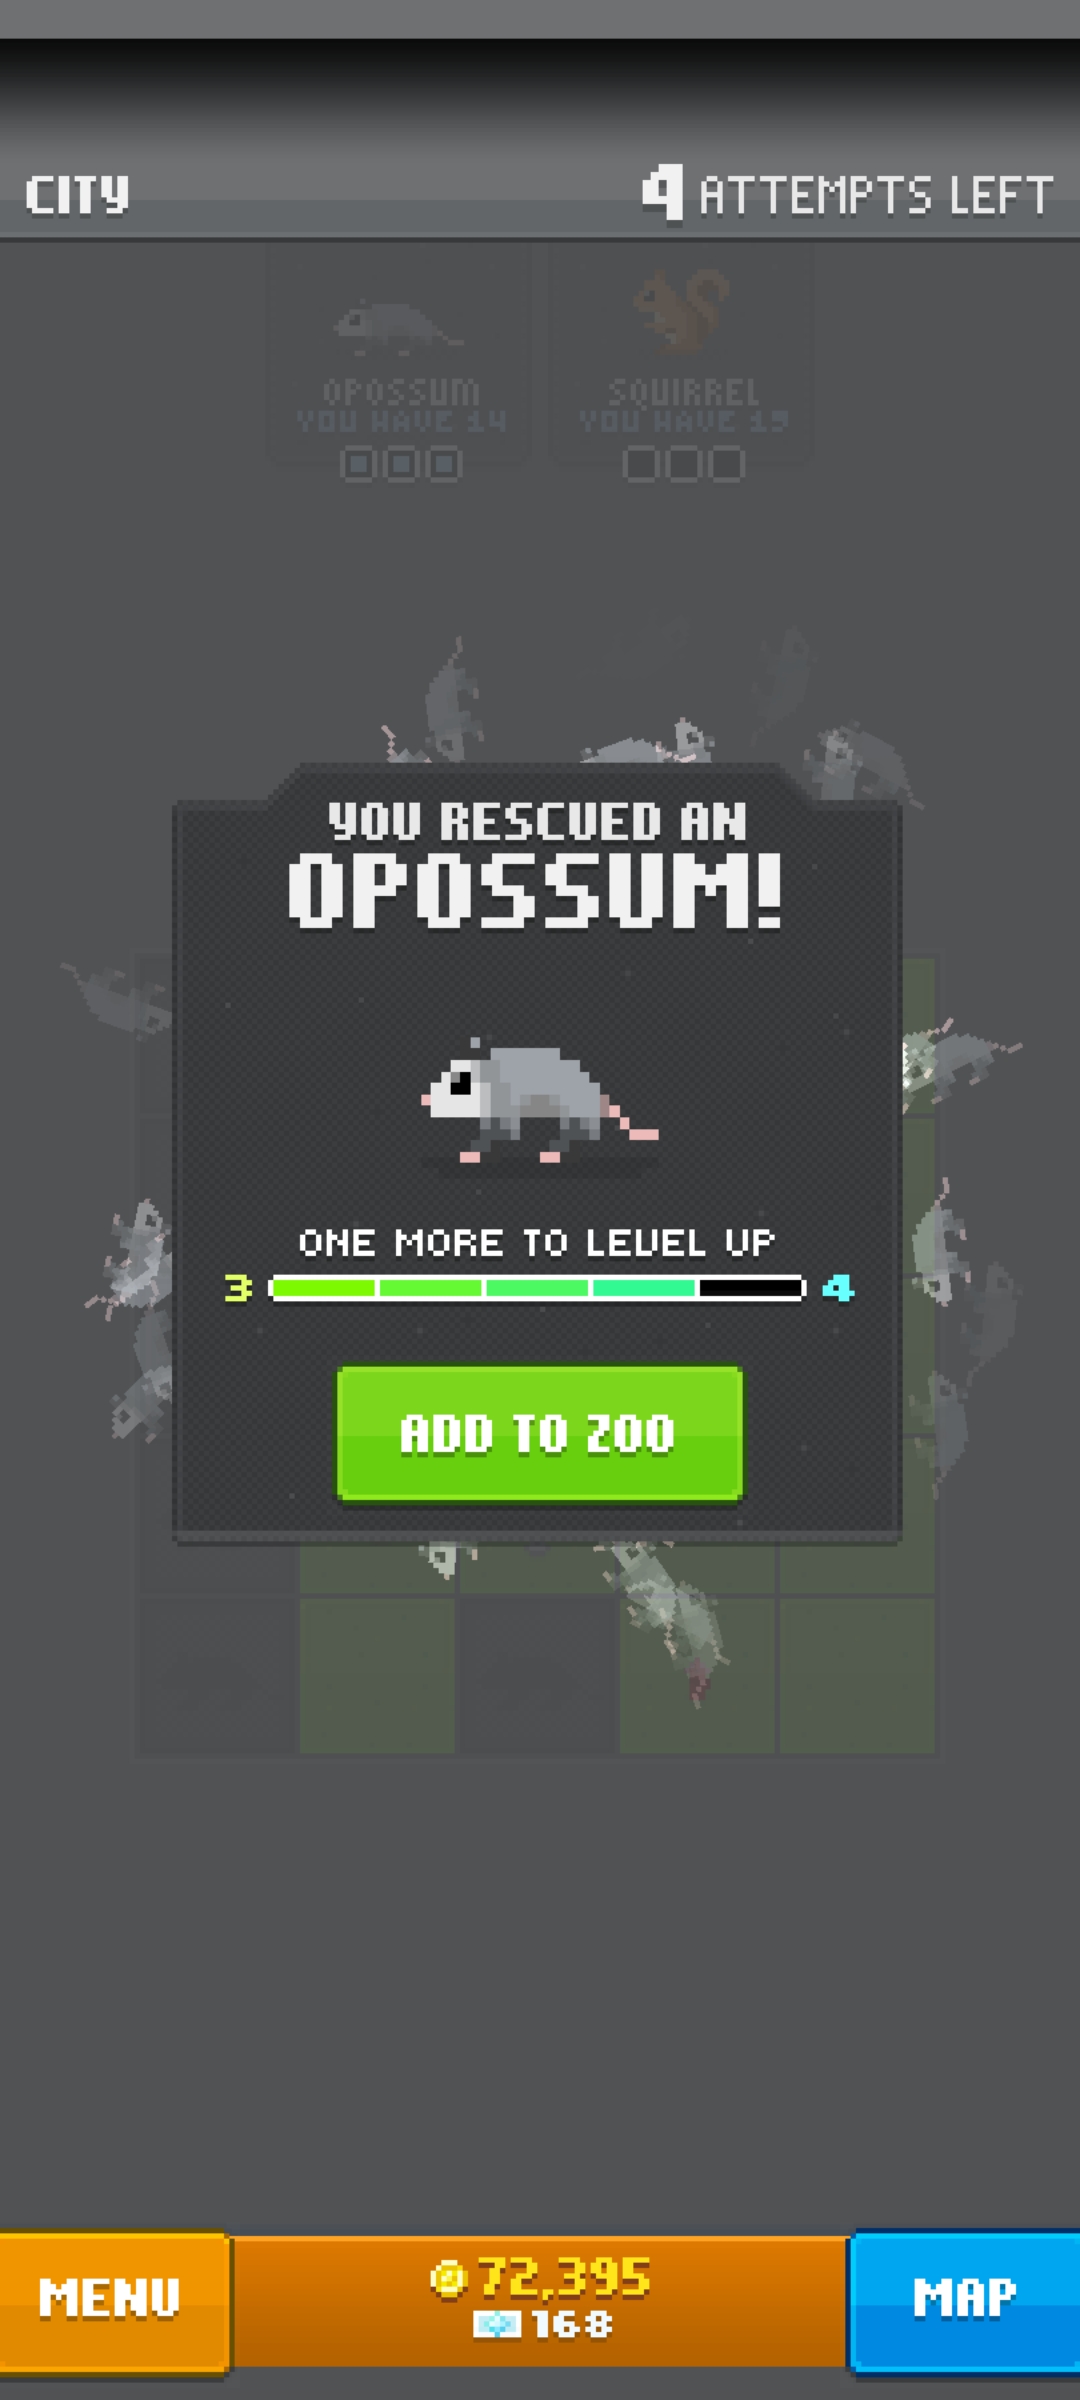 CITY
4 ATTEMPTS LEFT
OPOSSUM
YOU HAVE 14
SQUIRREL
YOU HAVE 19
YOU RESCUED AN
OPOSSUM!
ONE MORE TO LEVEL UP
3
4
ADD TO ZOO
MENU
72,395
168
MAP